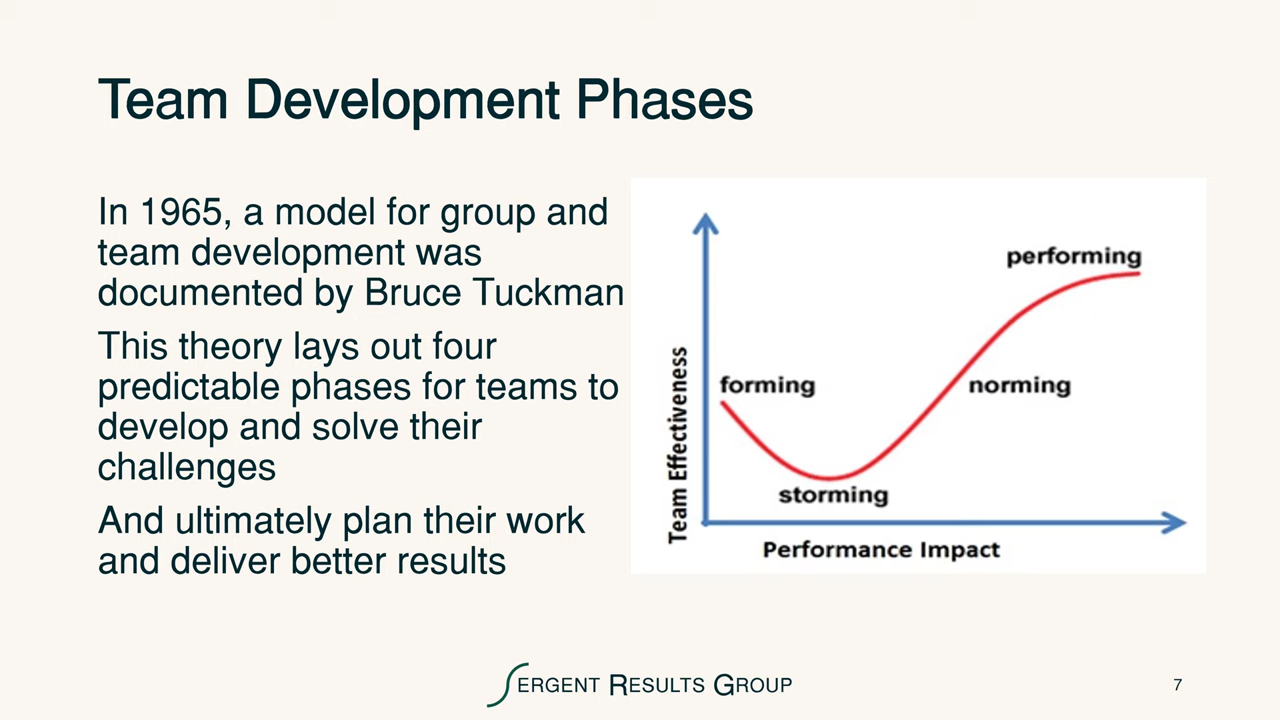 Team Development Phases
In 1965, a model for group and
team development was
documented by Bruce Tuckman
This theory lays out four
predictable phases for teams to
develop and solve their
challenges
And ultimately plan their work
and deliver better results
performing
forming
norming
storming
Team Effectiveness
Performance Impact
SERGENT RESULTS GROUP
7